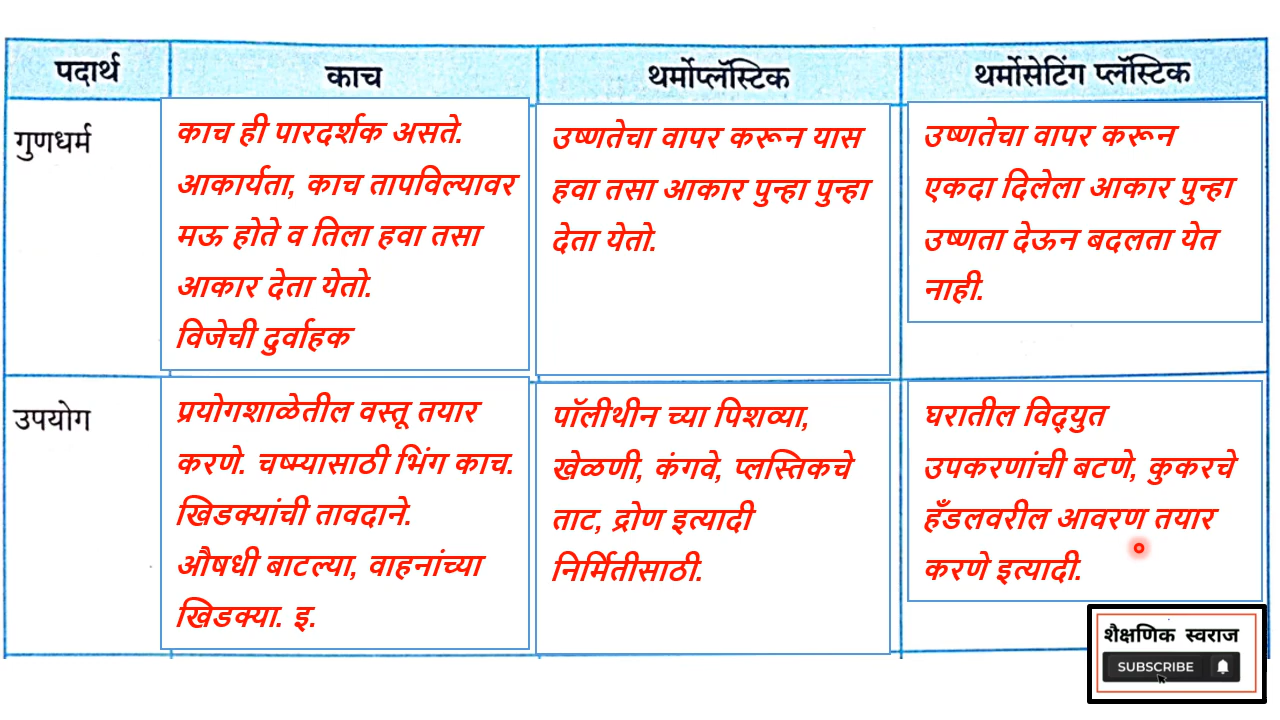 पदार्थ
काच
थर्मोप्लॅस्टिक
थर्मोसेटिंग प्लॅस्टिक
गुणधर्म
काच ही पारदर्शक असते.
आकार्यता, काच तापविल्यावर
मऊ होते व तिला हवा तसा
आकार देता येतो.
विजेची दुर्वाहक
उष्णतेचा वापर करून यास
हवा तसा आकार पुन्हा पुन्हा
देता येतो.
उष्णतेचा वापर करून
एकदा दिलेला आकार पुन्हा
उष्णता देऊन बदलता येत
नाही.
उपयोग
प्रयोगशाळेतील वस्तू तयार
करणे. चष्म्यासाठी भिंग काच.
खिडक्यांची तावदाने.
औषधी बाटल्या, वाहनांच्या
खिडक्या. इ.
पॉलीथीन च्या पिशव्या,
खेळणी, कंगवे, प्लस्तिकचे
ताट, द्रोण इत्यादी
निर्मितीसाठी.
घरातील विद्युत
उपकरणांची बटणे, कुकरचे
हँडलवरील आवरण तयार
करणे इत्यादी.
शैक्षणिक स्वराज
SUBSCRIBE